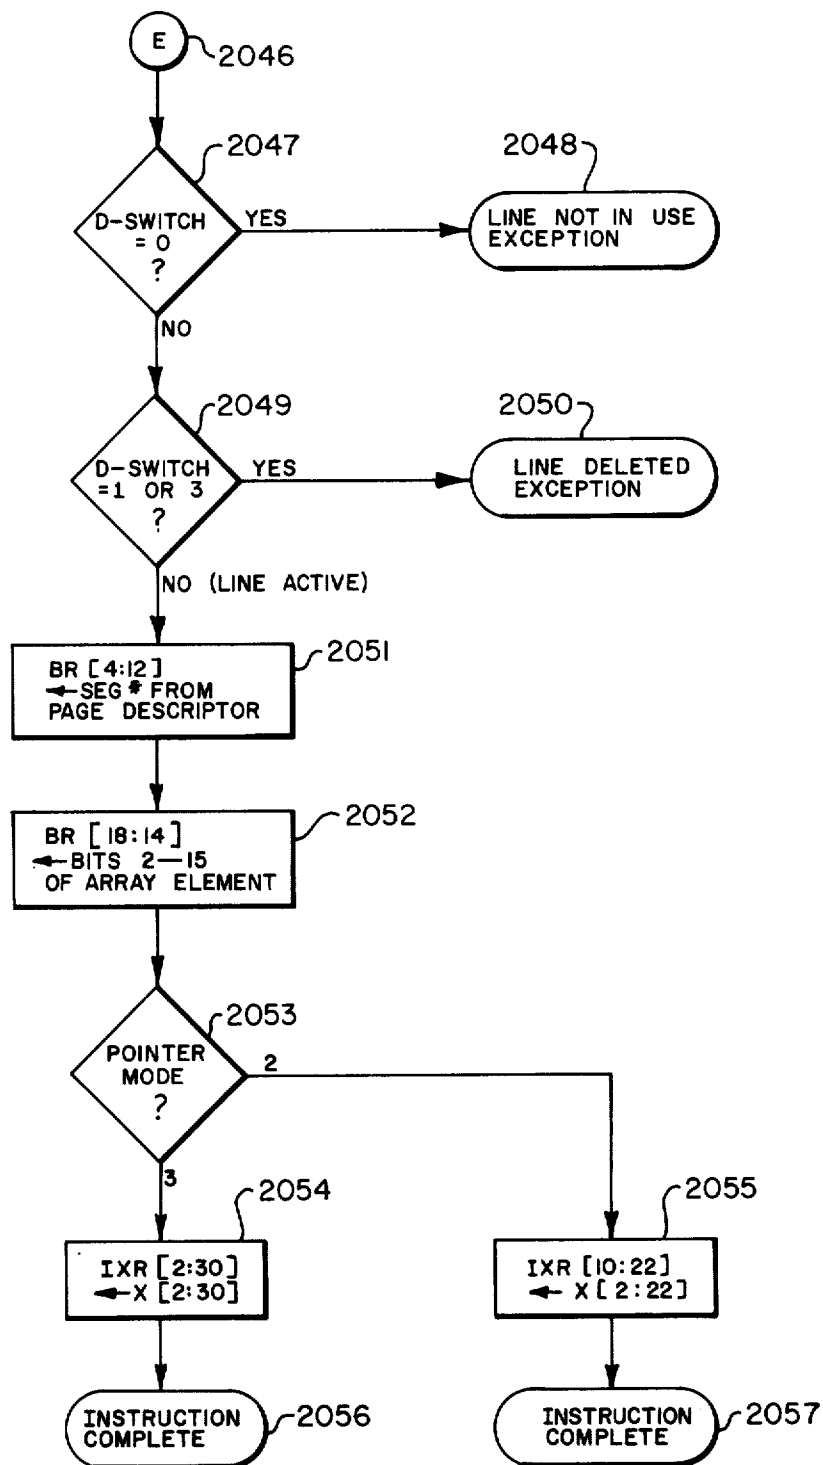 E
2046
2047
D-SWITCH
= 0
?
YES
NO
2048
LINE NOT IN USE
EXCEPTION
2049
D-SWITCH
=1 OR 3
?
YES
NO (LINE ACTIVE)
2050
LINE DELETED
EXCEPTION
2051
BR [4:12]
←SEG # FROM
PAGE DESCRIPTOR
2052
BR [18:14]
←BITS 2—15
OF ARRAY ELEMENT
2053
POINTER
MODE
?
2
3
2054
IXR [2:30]
←X [2:30]
2055
IXR [10:22]
← X [2:22]
INSTRUCTION
COMPLETE
2056
INSTRUCTION
COMPLETE
2057